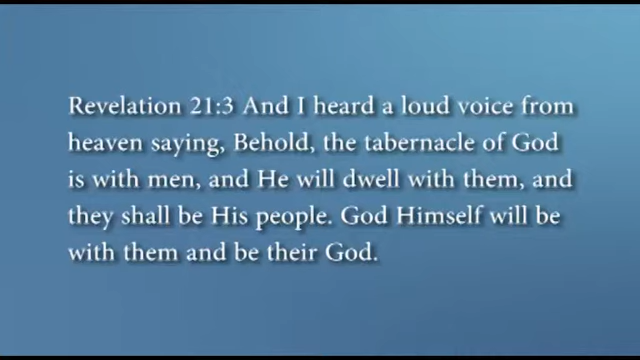 Revelation 21:3 And I heard a loud voice from
heaven saying, Behold, the tabernacle of God
is with men, and He will dwell with them, and
they shall be His people. God Himself will be
with them and be their God.